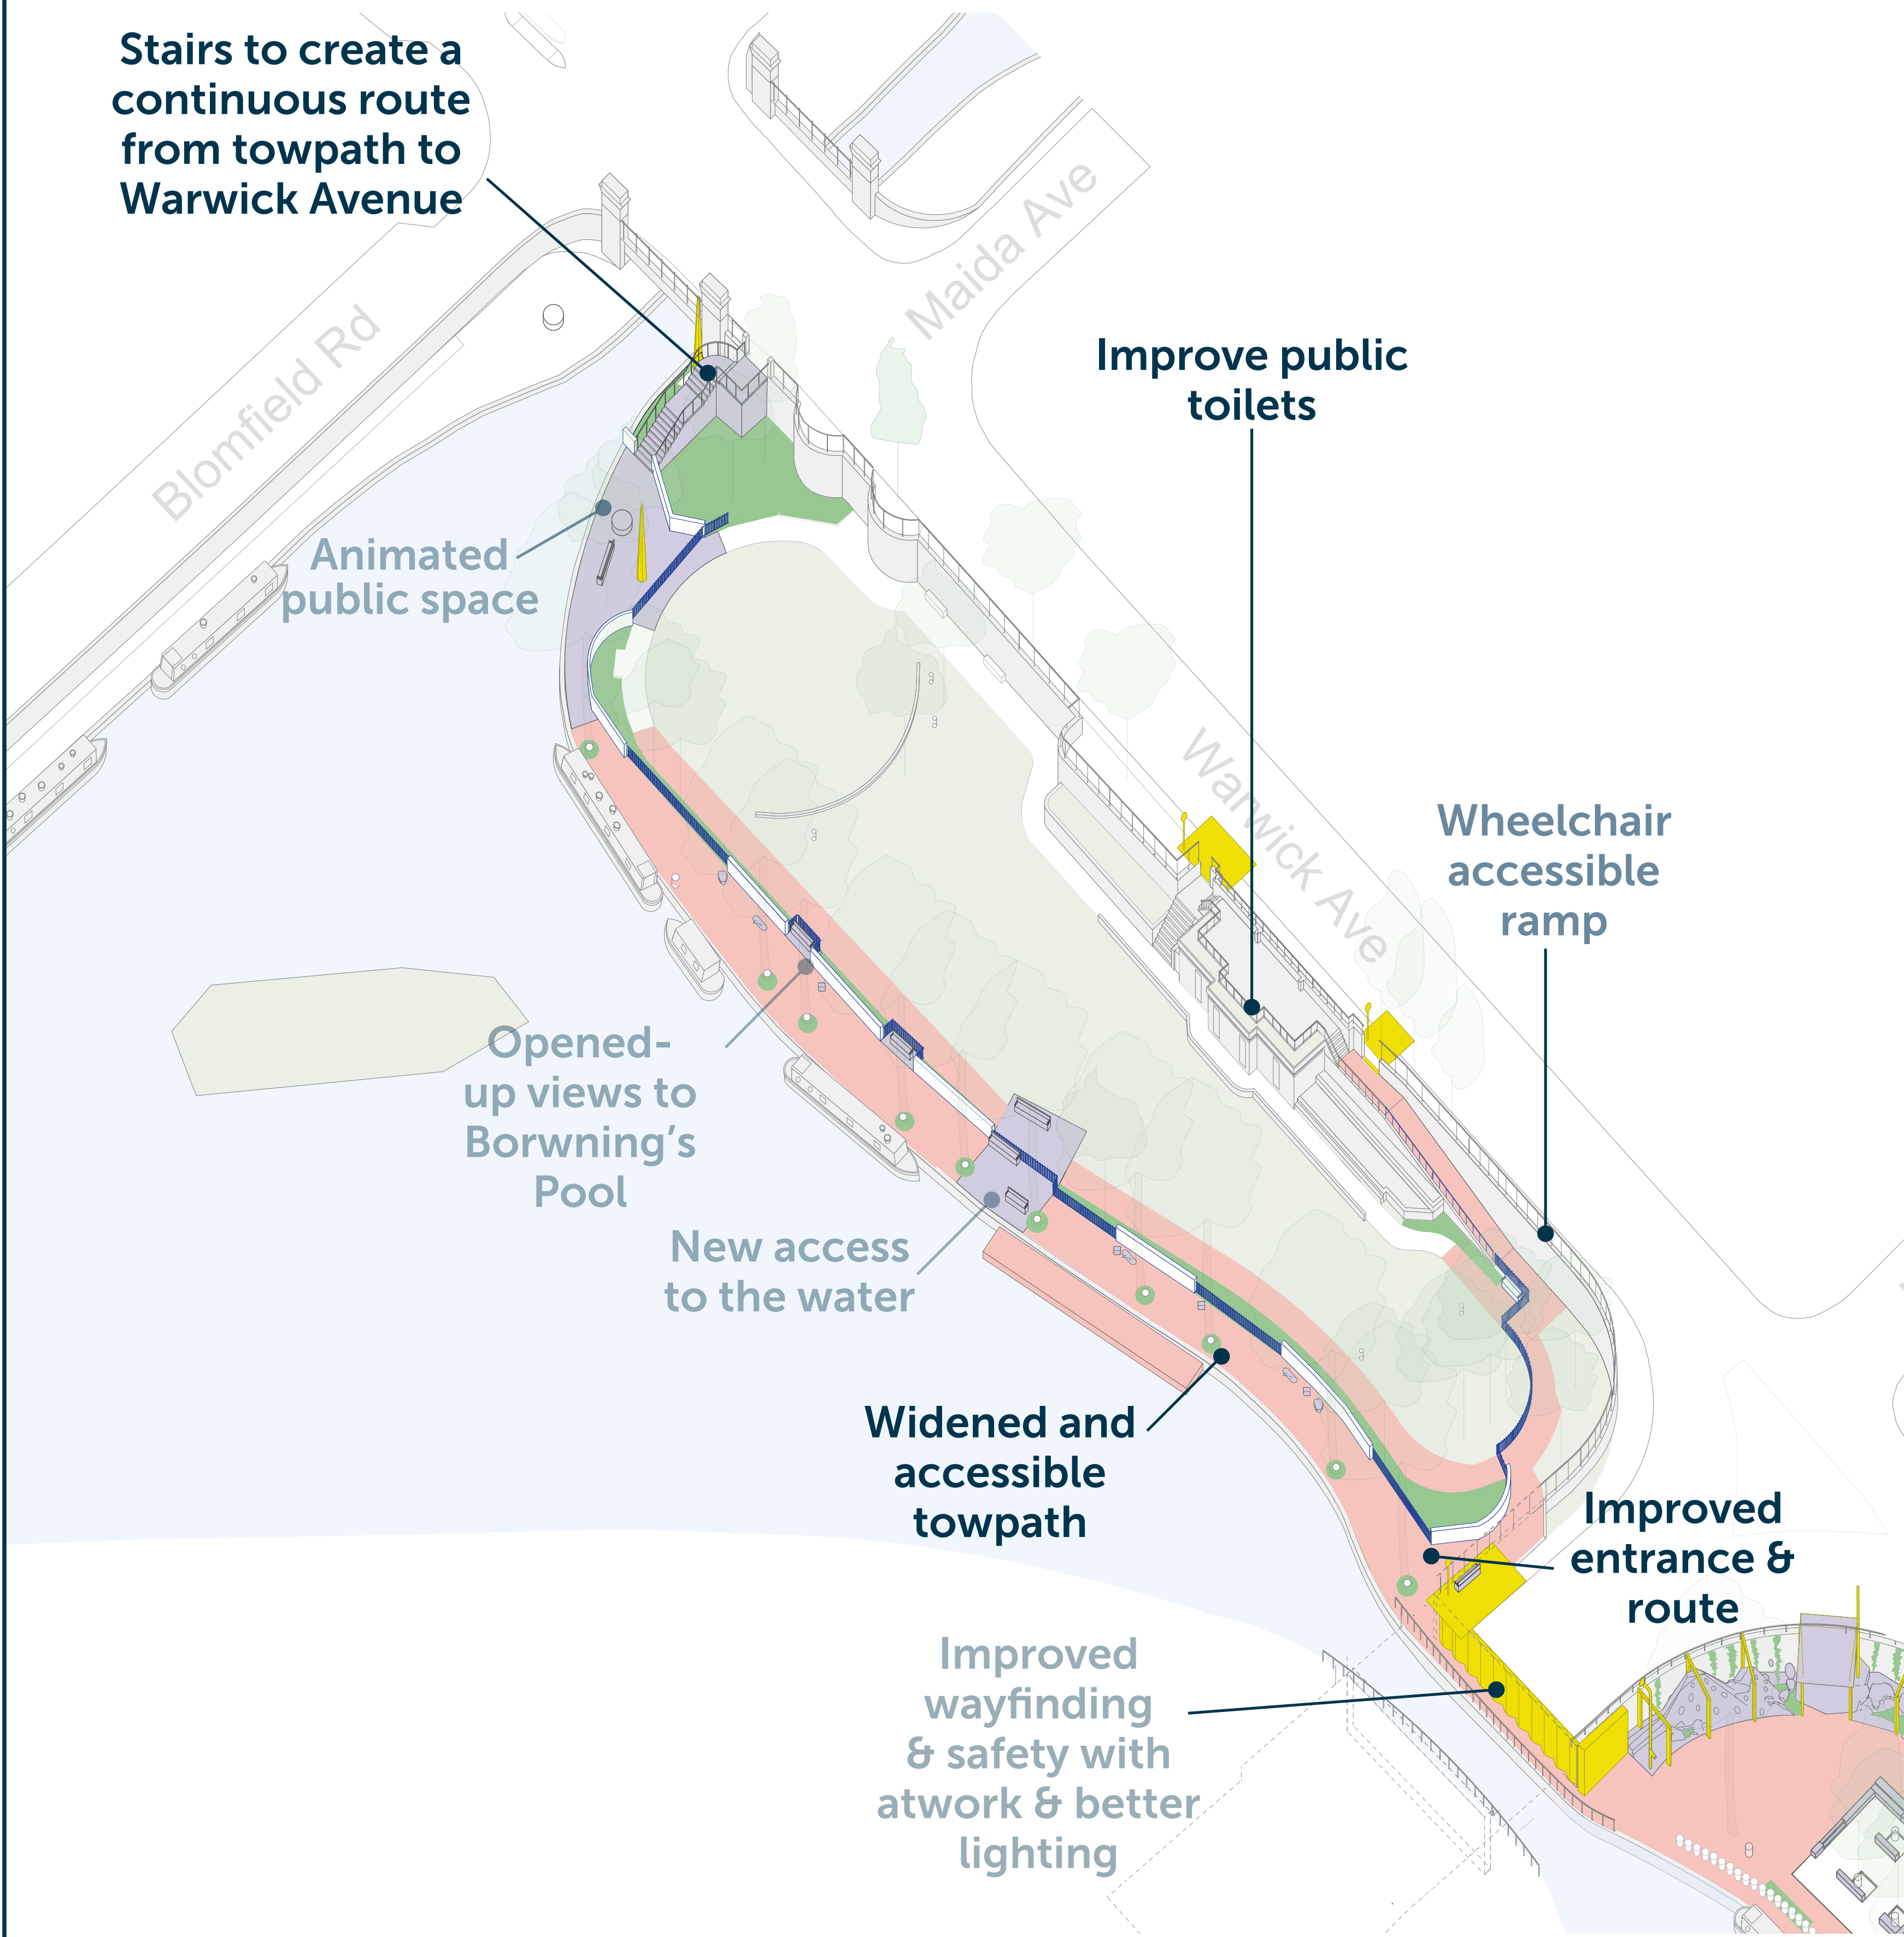 Stairs to create a
continuous route
from towpath to
Warwick Avenue
Maida Ave
Blomfield Rd
Improve public
toilets
Animated
public space
Warwick Ave
Wheelchair
accessible
ramp
Opened-
up views to
Borwning's
Pool
New access
to the water
Widened and
accessible
towpath
Improved
entrance &
route
Improved
wayfinding
& safety with
atwork & better
lighting